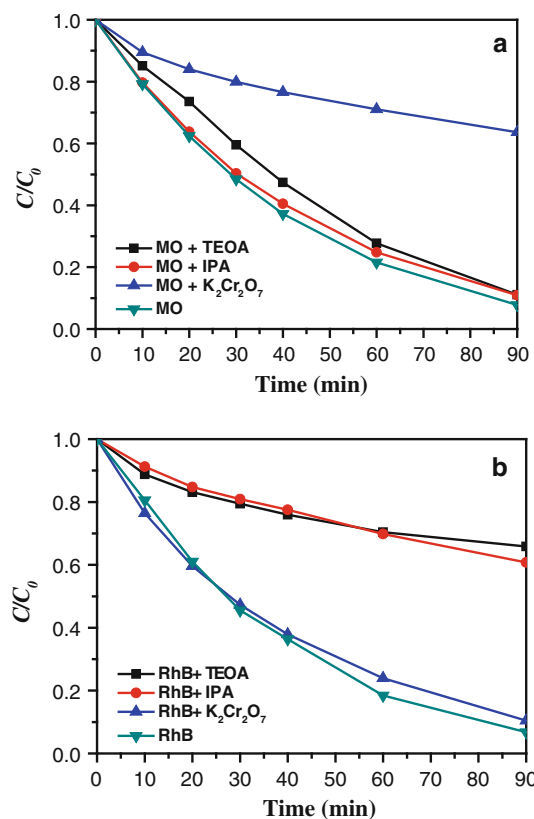 a
1.0
0.8
0.6
0.4
0.2
0.0
C/C₀
MO + TEOA
MO + IPA
MO + K₂Cr₂O₇
MO
0 10 20 30 40 50 60 70 80 90
Time (min)
b
1.0
0.8
0.6
0.4
0.2
0.0
C/C₀
RhB+ TEOA
RhB+ IPA
RhB+ K₂Cr₂O₇
RhB
0 10 20 30 40 50 60 70 80 90
Time (min)